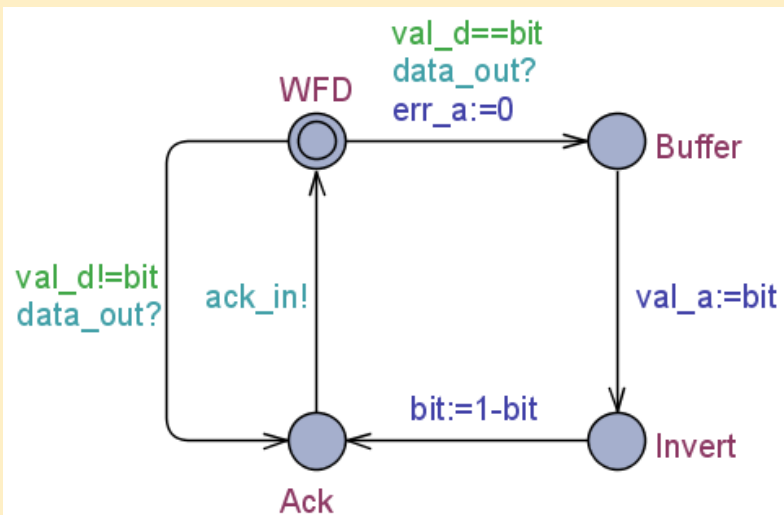 val_d==bit
data_out?
err_a:=0
WFD
Buffer
val_d!=bit
data_out?
ack_in!
val_a:=bit
bit:=1-bit
Invert
Ack